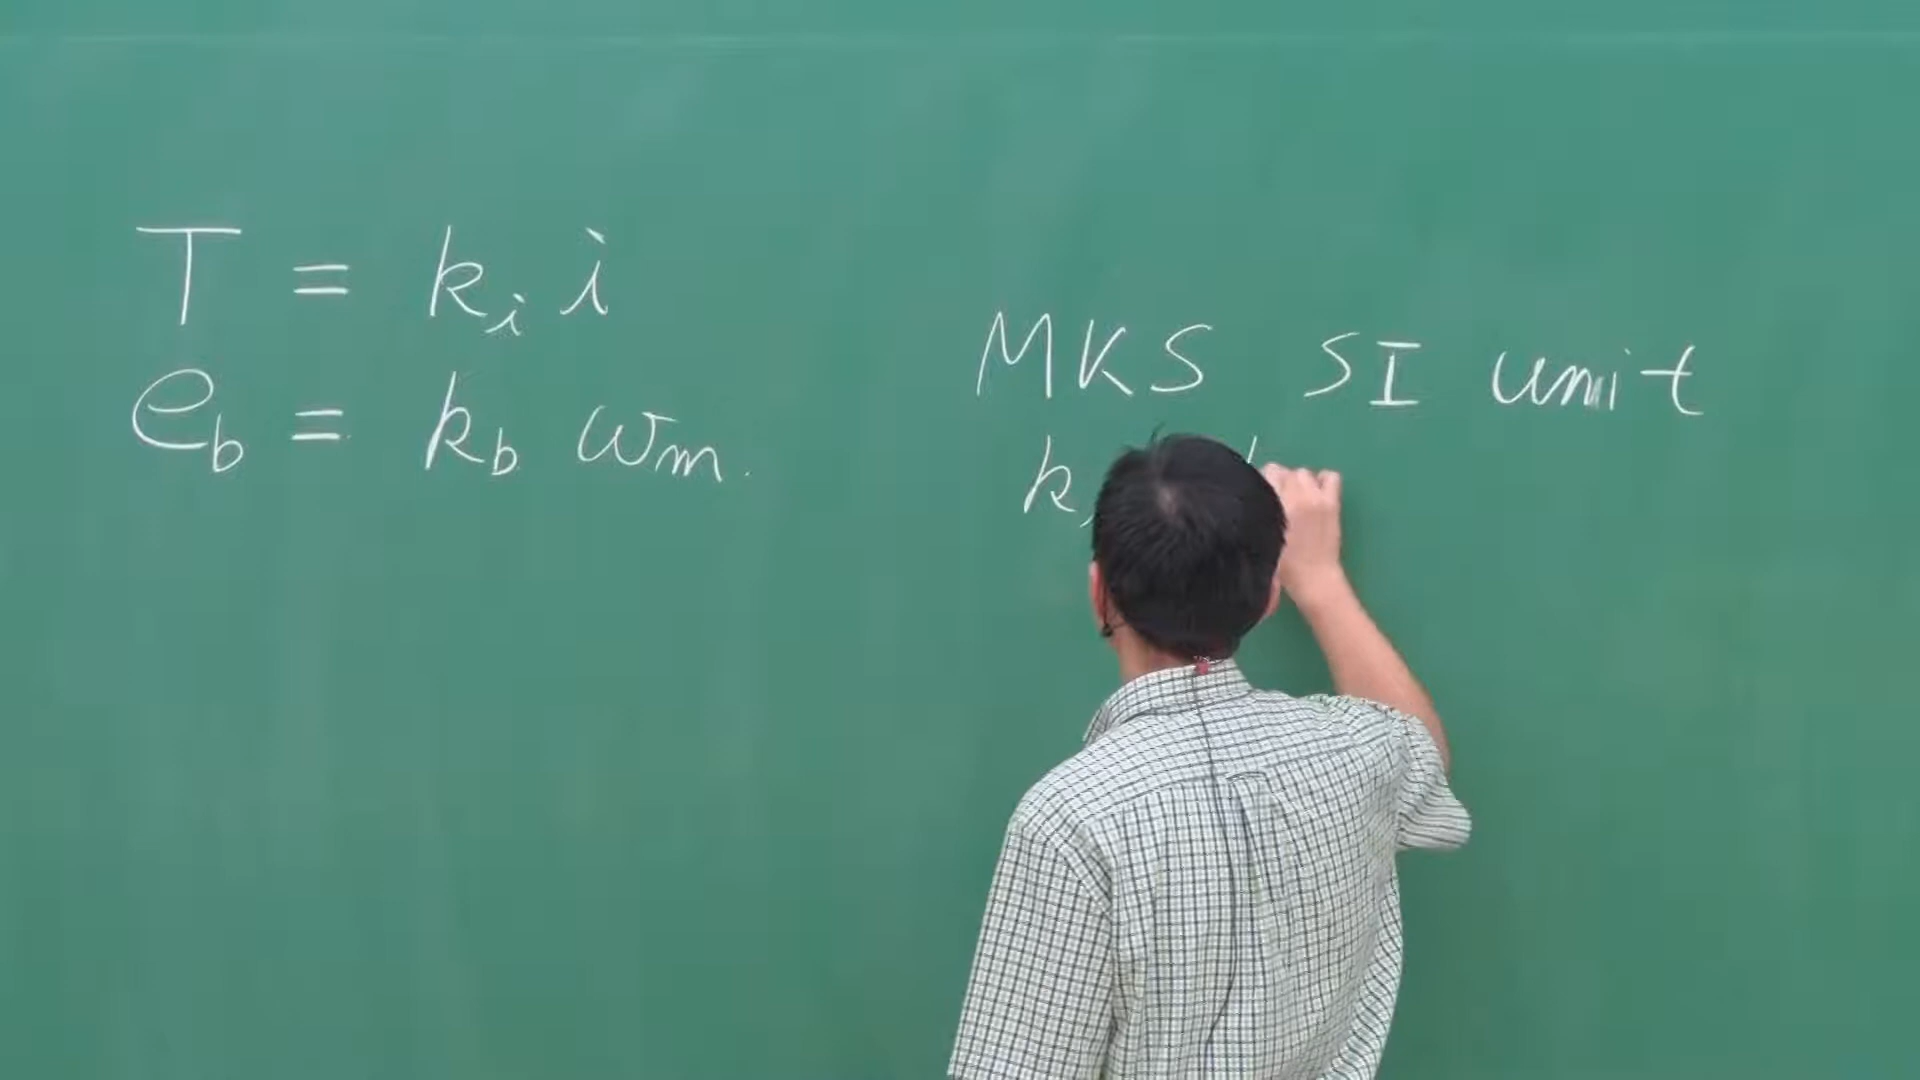 T = kᵢ i
e_b = k_b ω_m.
MKS SI unit
k